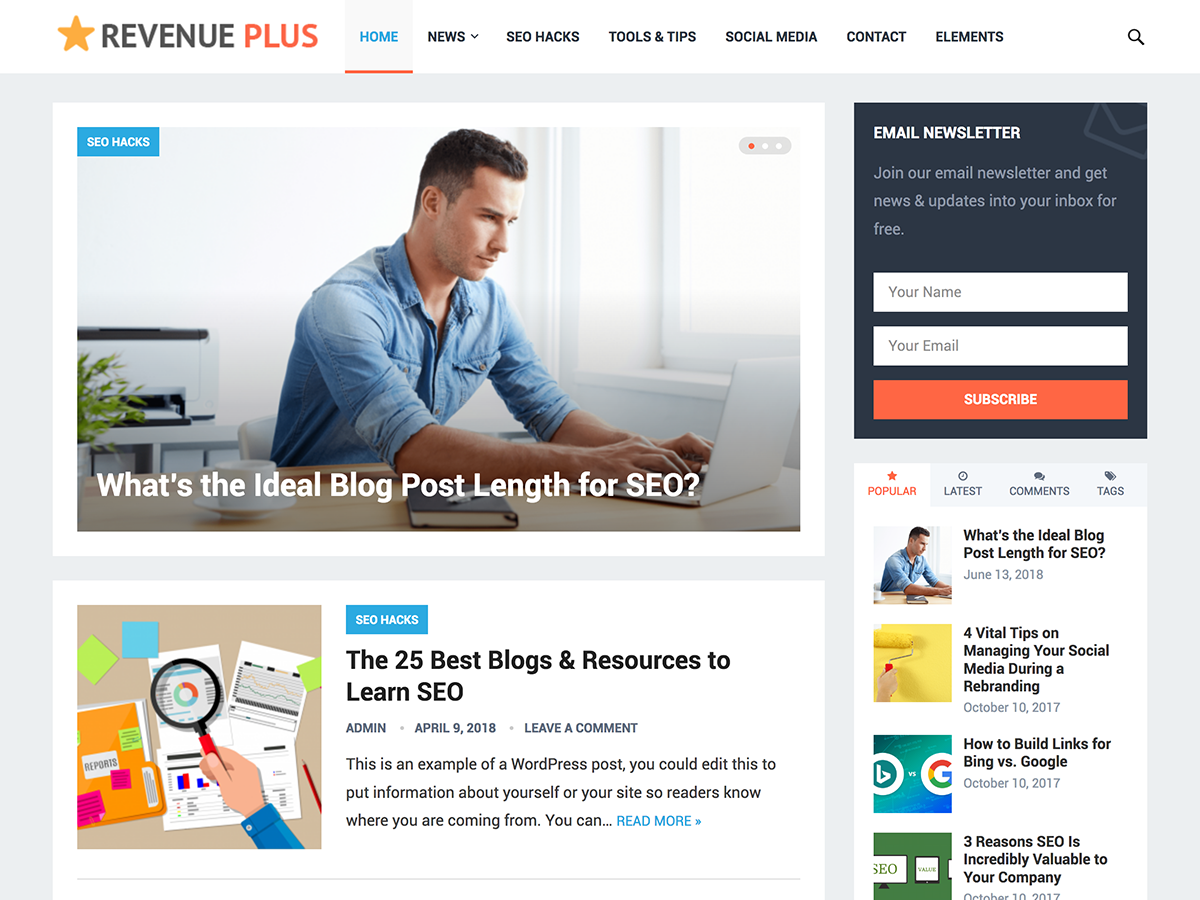 REVENUE PLUS
HOME
NEWS
SEO HACKS
TOOLS & TIPS
SOCIAL MEDIA
CONTACT
ELEMENTS
SEO HACKS
What's the Ideal Blog Post Length for SEO?
SEO HACKS
The 25 Best Blogs & Resources to
Learn SEO
ADMIN • APRIL 9, 2018 • LEAVE A COMMENT
This is an example of a WordPress post, you could edit this to
put information about yourself or your site so readers know
where you are coming from. You can... READ MORE »
REPORTS
EMAIL NEWSLETTER
Join our email newsletter and get
news & updates into your inbox for
free.
Your Name
Your Email
SUBSCRIBE
POPULAR
LATEST
COMMENTS
TAGS
What's the Ideal Blog
Post Length for SEO?
June 13, 2018
4 Vital Tips on
Managing Your Social
Media During a
Rebranding
October 10, 2017
b VS G
How to Build Links for
Bing vs. Google
October 10, 2017
SEO
VALUE
3 Reasons SEO Is
Incredibly Valuable to
Your Company
October 10, 2017